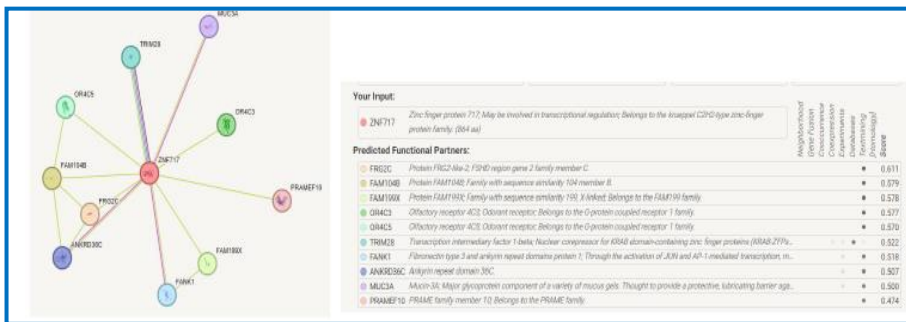 MUC3A
TRIM28
OR4C5
OR4C3
ZNF717
FAM104B
PRAMEF10
FRG2C
ANKRD36C
FAM199X
FANK1
Your Input:
ZNF717
Zinc finger protein 717; May be involved in transcriptional regulation; Belongs to the krueppel C2H2-type zinc-finger
protein family. (864 aa)
Neighborhood
Gene Fusion
Cooccurrence
Coexpression
Experiments
Databases
Textmining
[Homology]
Score
Predicted Functional Partners:
FRG2C Protein FRG2-like-2; FSHD region gene 2 family member C. 0.611
FAM104B Protein FAM104B; Family with sequence similarity 104 member B. 0.579
FAM199X Protein FAM199X; Family with sequence similarity 199, X-linked; Belongs to the FAM199 family. 0.578
OR4C3 Olfactory receptor 4C3; Odorant receptor; Belongs to the G-protein coupled receptor 1 family. 0.577
OR4C5 Olfactory receptor 4C5; Odorant receptor; Belongs to the G-protein coupled receptor 1 family. 0.570
TRIM28 Transcription intermediary factor 1-beta; Nuclear corepressor for KRAB domain-containing zinc finger proteins (KRAB-ZFPs... 0.522
FANK1 Fibronectin type 3 and ankyrin repeat domains protein 1; Through the activation of JUN and AP-1-mediated transcription, m... 0.518
ANKRD36C Ankyrin repeat domain 36C. 0.507
MUC3A Mucin-3A; Major glycoprotein component of a variety of mucus gels. Thought to provide a protective, lubricating barrier aga... 0.500
PRAMEF10 PRAME family member 10; Belongs to the PRAME family. 0.474